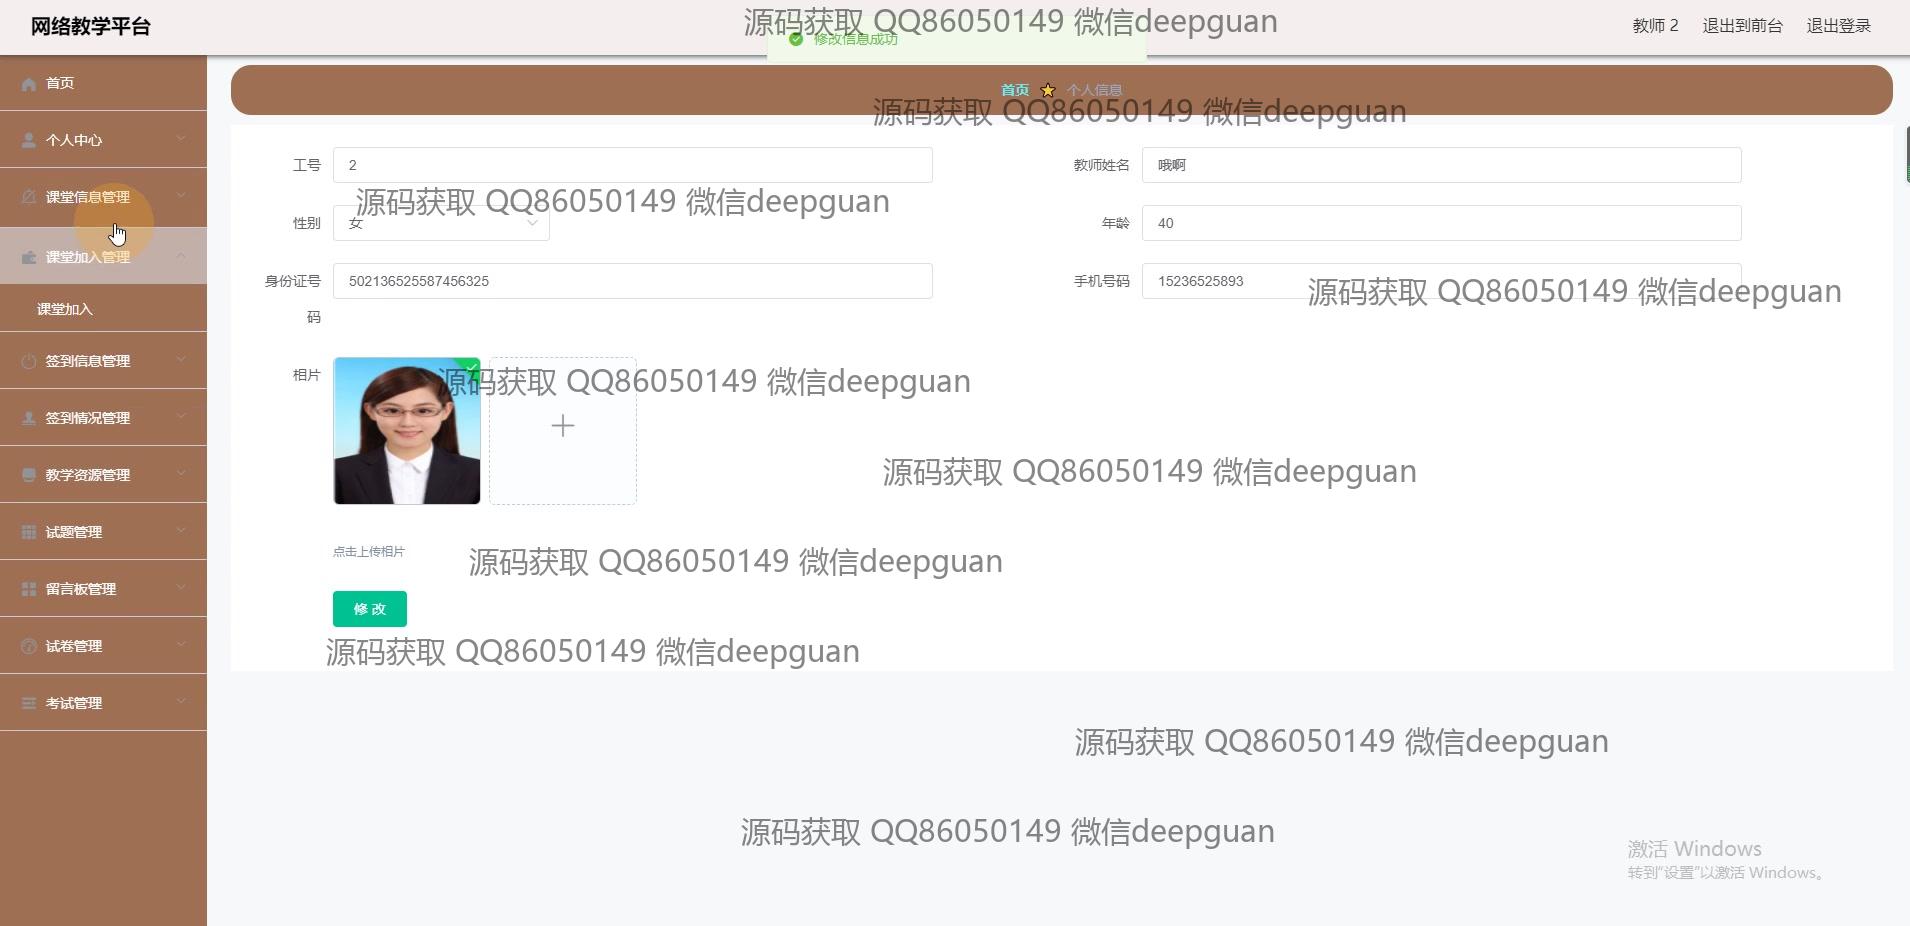 网络教学平台
源码获取 QQ86050149 微信deepguan
修改信息成功
教师 2 退出到前台 退出登录
首页
个人中心
课堂信息管理
课堂加入管理
课堂加入
签到信息管理
签到情况管理
教学资源管理
试题管理
留言板管理
试卷管理
考试管理
首页 个人信息
源码获取 QQ86050149 微信deepguan
工号 2
教师姓名 哦啊
源码获取 QQ86050149 微信deepguan
性别 女
年龄 40
身份证号码 502136525587456325
手机号码 15236525893
源码获取 QQ86050149 微信deepguan
相片
源码获取 QQ86050149 微信deepguan
源码获取 QQ86050149 微信deepguan
点击上传相片
源码获取 QQ86050149 微信deepguan
修改
源码获取 QQ86050149 微信deepguan
源码获取 QQ86050149 微信deepguan
源码获取 QQ86050149 微信deepguan
激活 Windows
转到“设置”以激活 Windows。